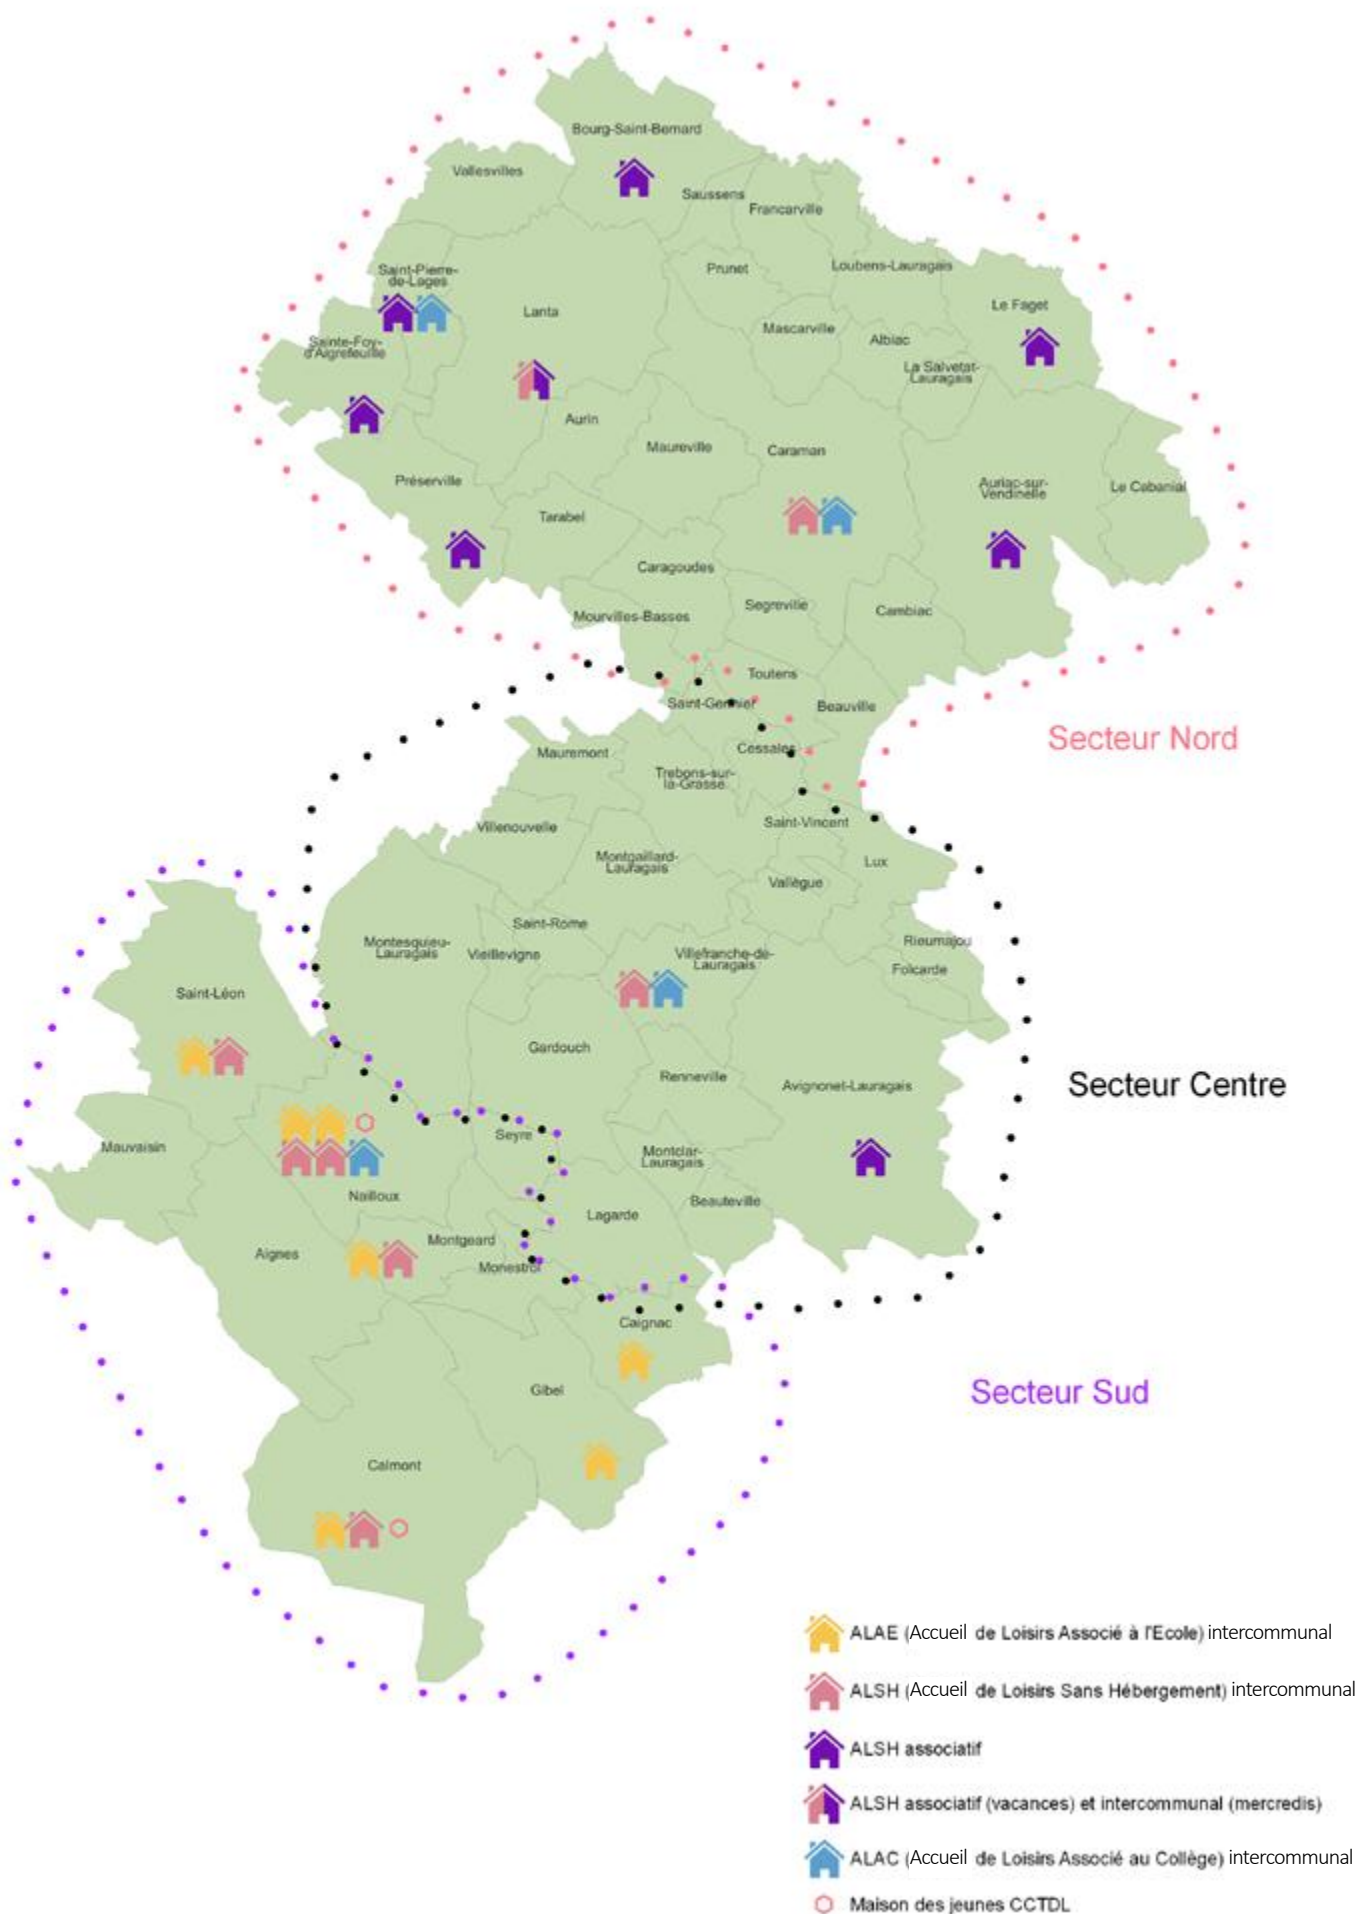 Bourg-Saint-Bernard
Vallesvilles
Saussens
Francarville
Saint-Pierre-
de-Lages
Prunet
Loubens-Lauragais
Lanta
Le Faget
Mascarville
Albiac
Sainte-Foy-
d'Aigrefeuille
La Salvetat-
Lauragais
Aurin
Maureville
Caraman
Préserville
Auriac-sur-
Vendinelle
Le Cabanial
Tarabel
Caragoudes
Segreville
Cambiac
Mourvilles-Basses
Toutens
Saint-Germier
Beauville
Secteur Nord
Mauremont
Cessales
Trebons-sur-
la-Grasse
Villenouvelle
Saint-Vincent
Montgaillard-
Lauragais
Lux
Vallègue
Saint-Rome
Montesquieu-
Lauragais
Vieillevigne
Villefranche-de-
Lauragais
Rieumajou
Folcarde
Saint-Léon
Gardouch
Renneville
Avignonet-Lauragais
Secteur Centre
Seyre
Mauvaisin
Montclar-
Lauragais
Nailloux
Beauteville
Lagarde
Montgeard
Aignes
Monestrol
Caignac
Gibel
Secteur Sud
Calmont
ALAE (Accueil de Loisirs Associé à l'Ecole) intercommunal
ALSH (Accueil de Loisirs Sans Hébergement) intercommunal
ALSH associatif
ALSH associatif (vacances) et intercommunal (mercredis)
ALAC (Accueil de Loisirs Associé au Collège) intercommunal
Maison des jeunes CCTDL